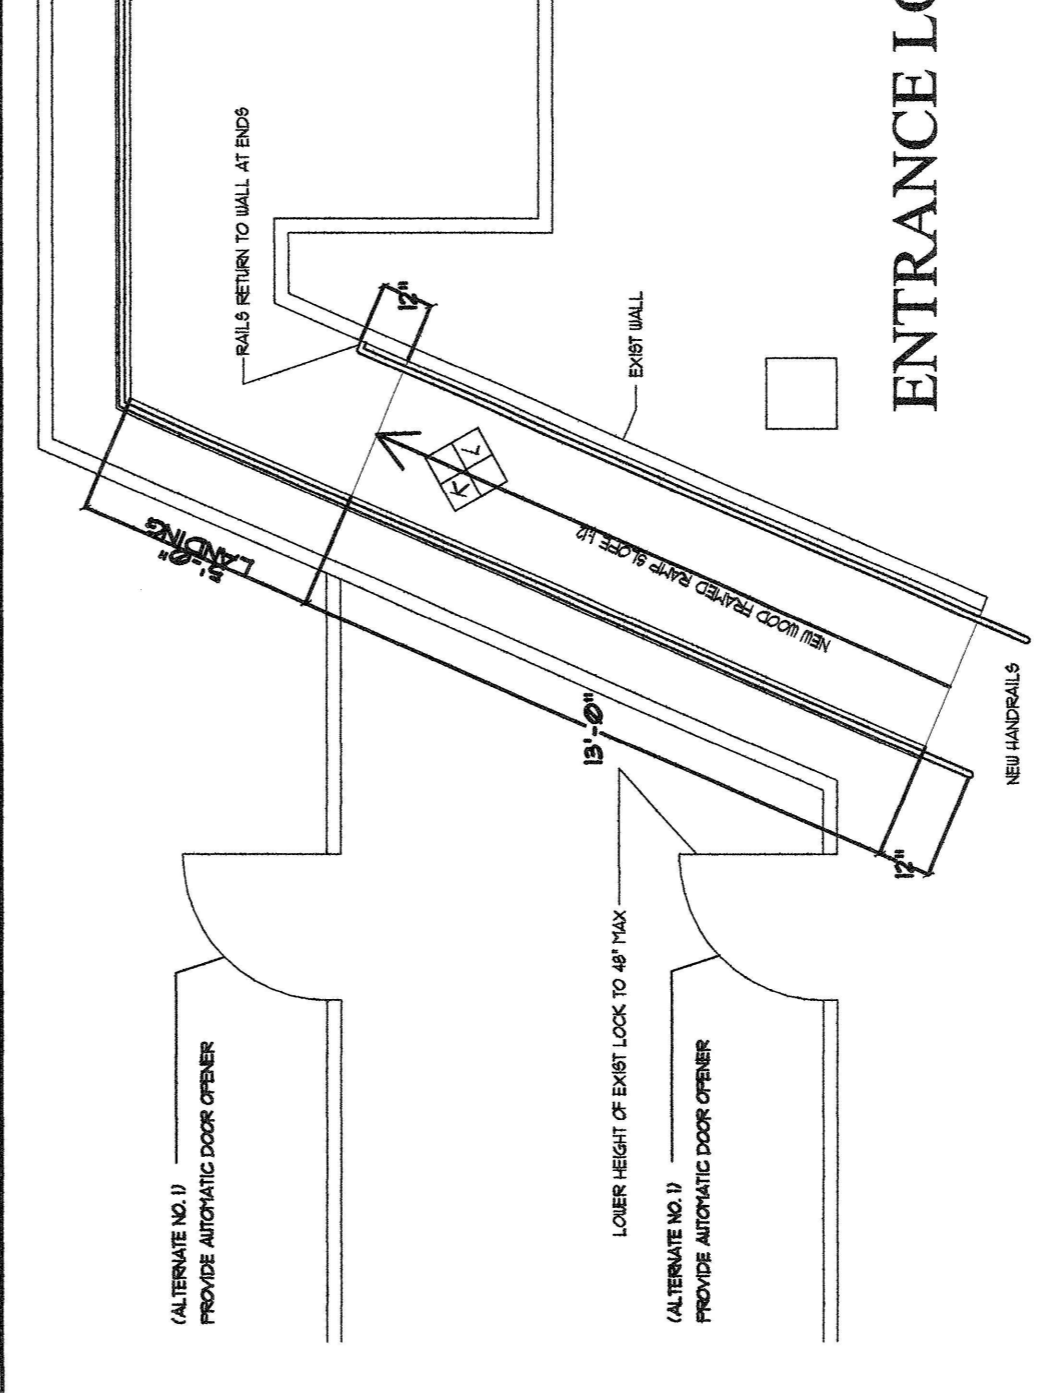 (ALTERNATE NO. 1)
PROVIDE AUTOMATIC DOOR OPENER
RAILS RETURN TO WALL AT ENDS
5'-0"
LANDING
12"
K
L
NEW WOOD FRAMED RAMP SLOPE 1:12
13'-0"
EXIST WALL
LOWER HEIGHT OF EXIST LOCK TO 48" MAX
(ALTERNATE NO. 1)
PROVIDE AUTOMATIC DOOR OPENER
12"
NEW HANDRAILS
ENTRANCE LO